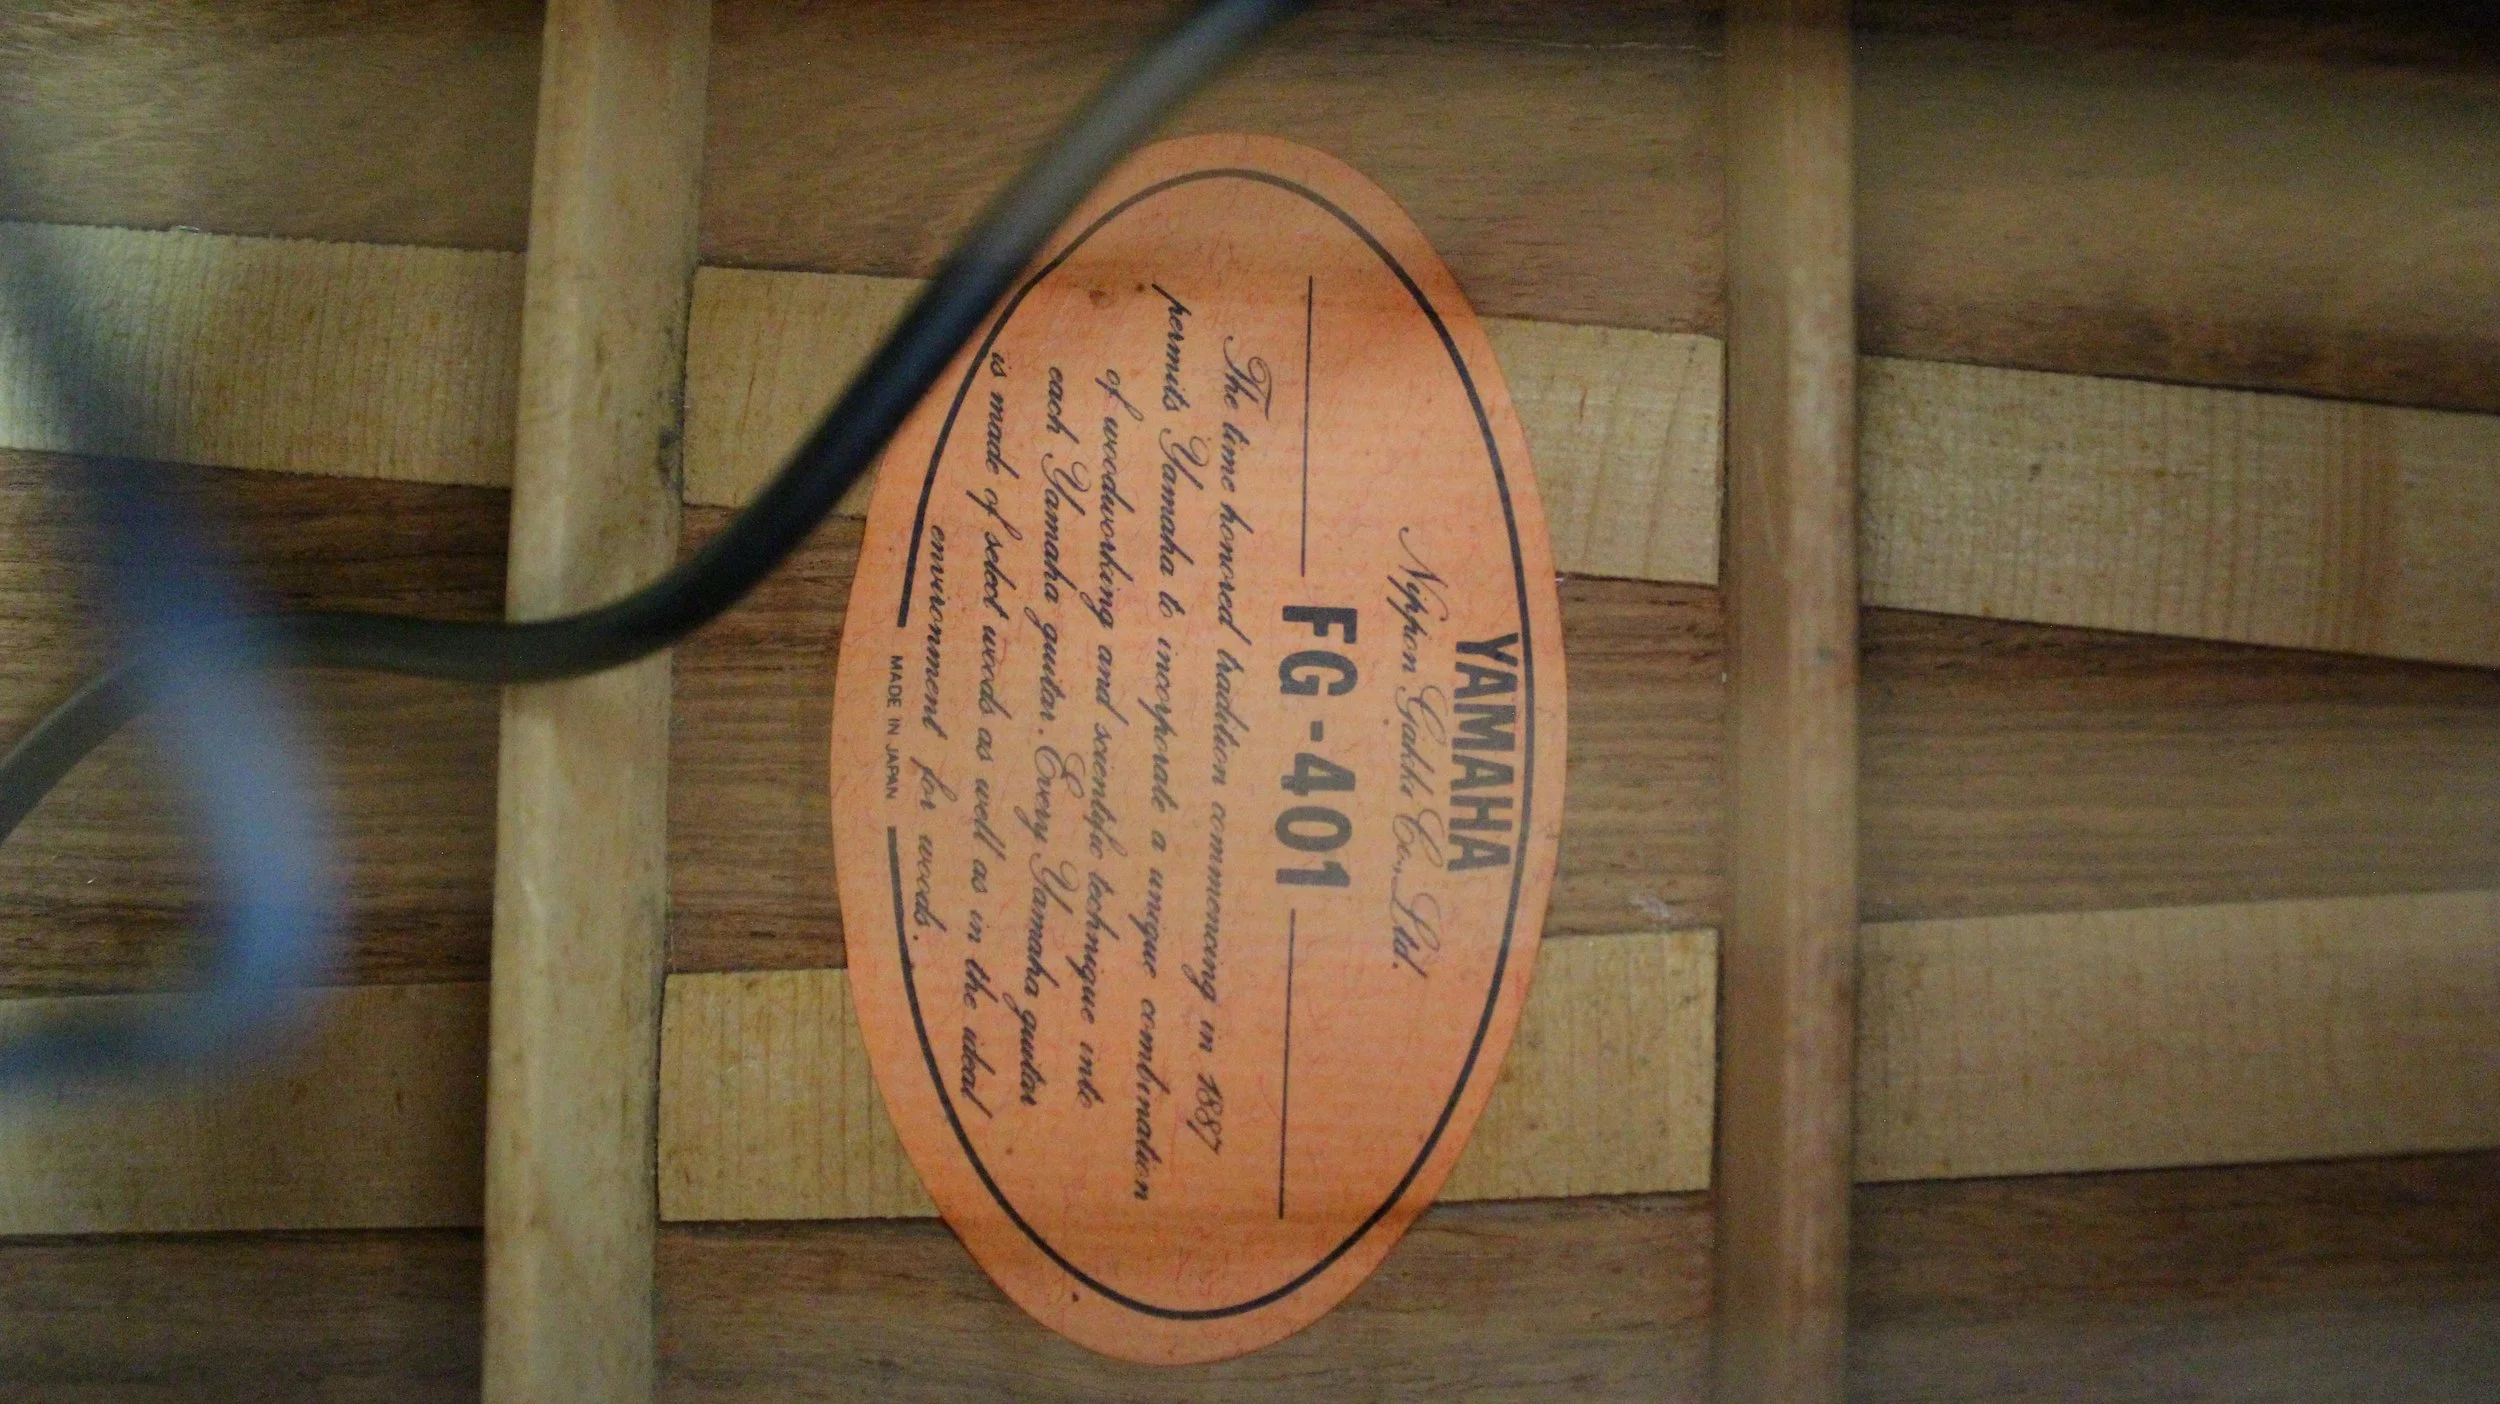 YAMAHA
Nippon Gakki Co., Ltd.
FG-401
The time honored tradition commencing in 1887
permits Yamaha to incorporate a unique combination
of woodworking and scientific technique into
each Yamaha guitar. Every Yamaha guitar
is made of select woods as well as in the ideal
environment for woods.
MADE IN JAPAN